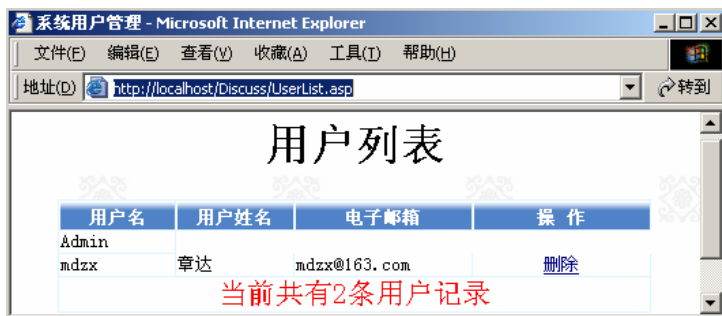 系统用户管理 - Microsoft Internet Explorer
文件(F) 编辑(E) 查看(V) 收藏(A) 工具(T) 帮助(H)
地址(D) http://localhost/Discuss/UserList.asp 转到
用户列表
用户名 用户姓名 电子邮箱 操 作
Admin
mdzx 章达 mdzx@163.com 删除
当前共有2条用户记录